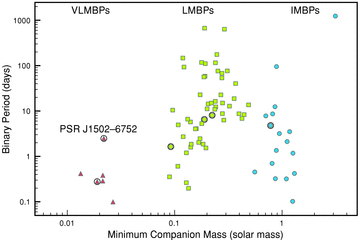 VLMBPs LMBPs IMBPs
1000
100
10
1
0.1
PSR J1502–6752
0.01 0.1 1
Binary Period (days)
Minimum Companion Mass (solar mass)